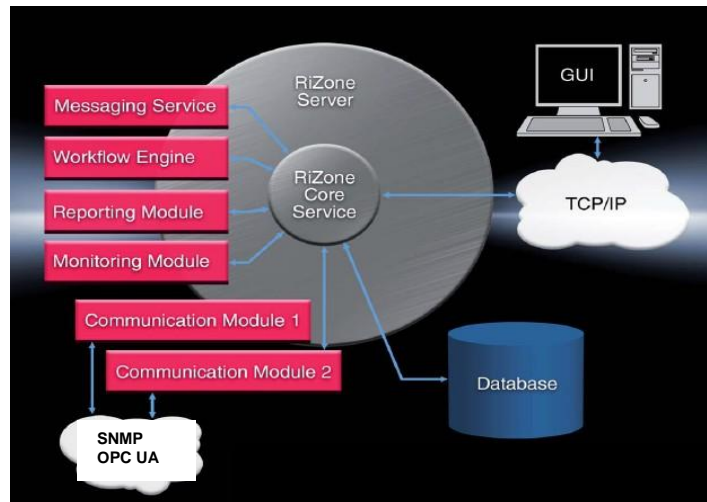 RiZone
Server
GUI
Messaging Service
Workflow Engine
RiZone
Core
Service
TCP/IP
Reporting Module
Monitoring Module
Communication Module 1
Communication Module 2
Database
SNMP
OPC UA